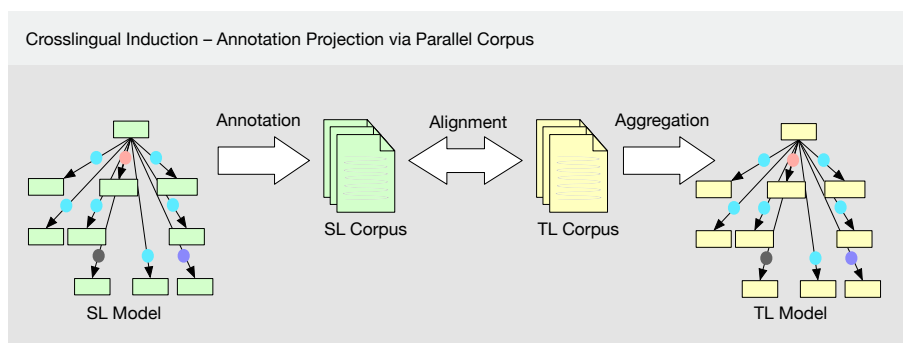 Crosslingual Induction – Annotation Projection via Parallel Corpus
Annotation
Alignment
Aggregation
SL Corpus
TL Corpus
SL Model
TL Model